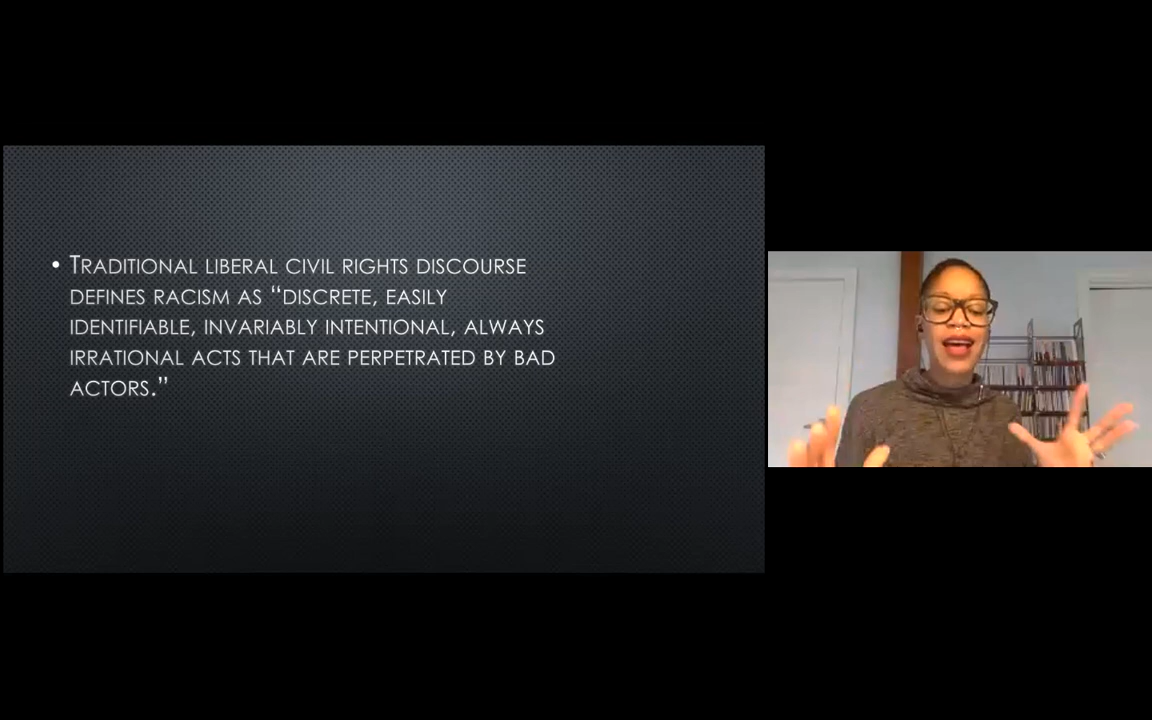 • Traditional liberal civil rights discourse
defines racism as “discrete, easily
identifiable, invariably intentional, always
irrational acts that are perpetrated by bad
actors.”